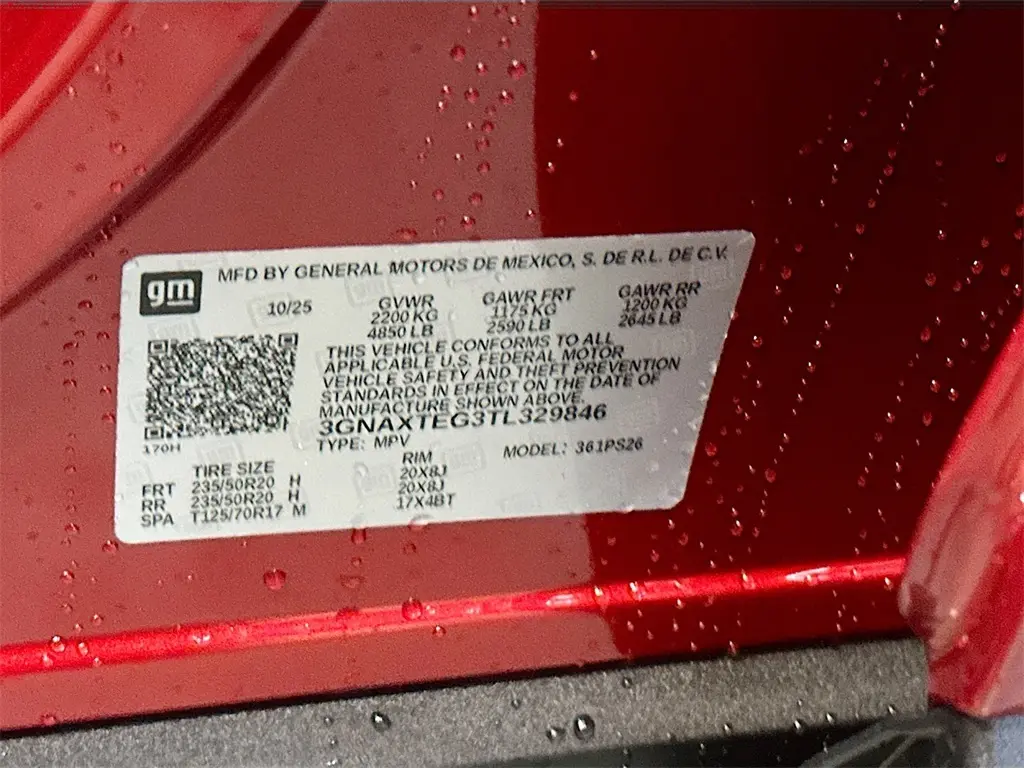 gm
MFD BY GENERAL MOTORS DE MEXICO, S. DE R.L. DE C.V.
10/25 GVWR GAWR FRT GAWR RR
2200 KG 1175 KG 1200 KG
4850 LB 2590 LB 2645 LB
THIS VEHICLE CONFORMS TO ALL
APPLICABLE U.S. FEDERAL MOTOR
VEHICLE SAFETY AND THEFT PREVENTION
STANDARDS IN EFFECT ON THE DATE OF
MANUFACTURE SHOWN ABOVE.
3GNAXTEG3TL329846
170H
TYPE: MPV MODEL: 361PS26
TIRE SIZE RIM
FRT 235/50R20 H 20X8J
RR 235/50R20 H 20X8J
SPA T125/70R17 M 17X4BT